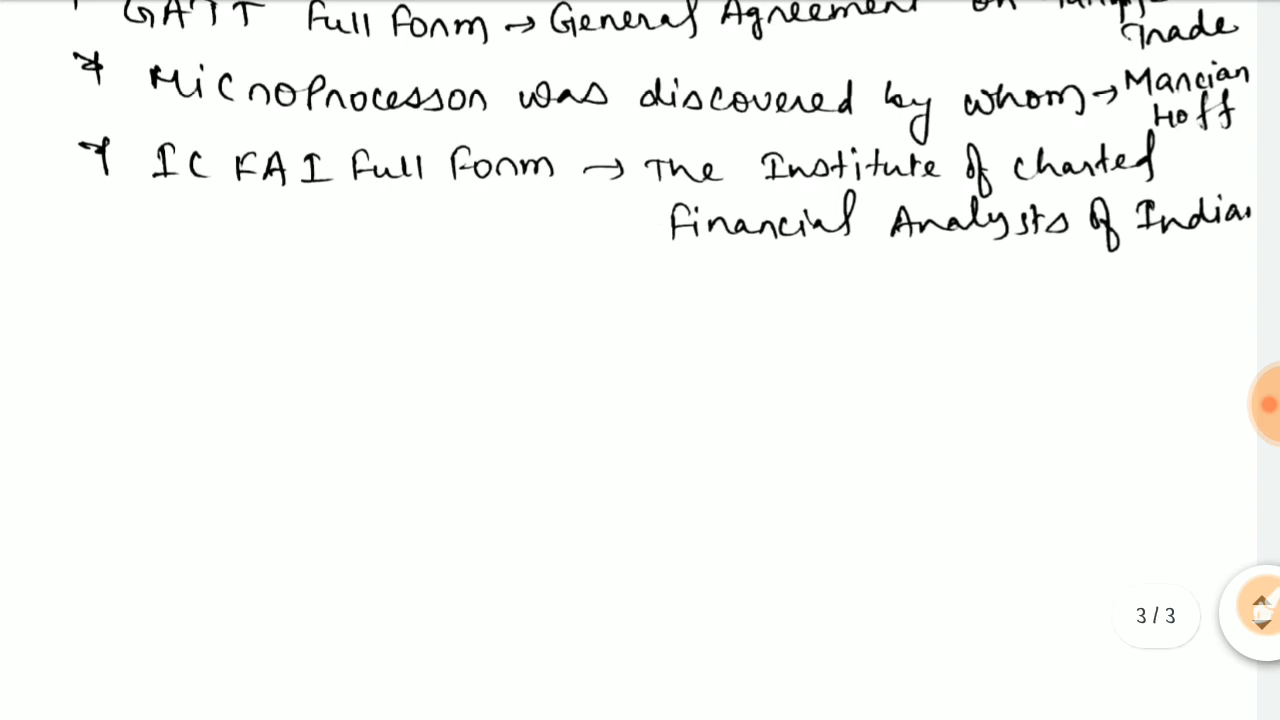 GATT Full Form → General Agreement on
Trade
* Microprocessor was discovered by whom → Marcian
Hoff
* ICFAI Full Form → The Institute of Charted
Financial Analysts of India.
3 / 3